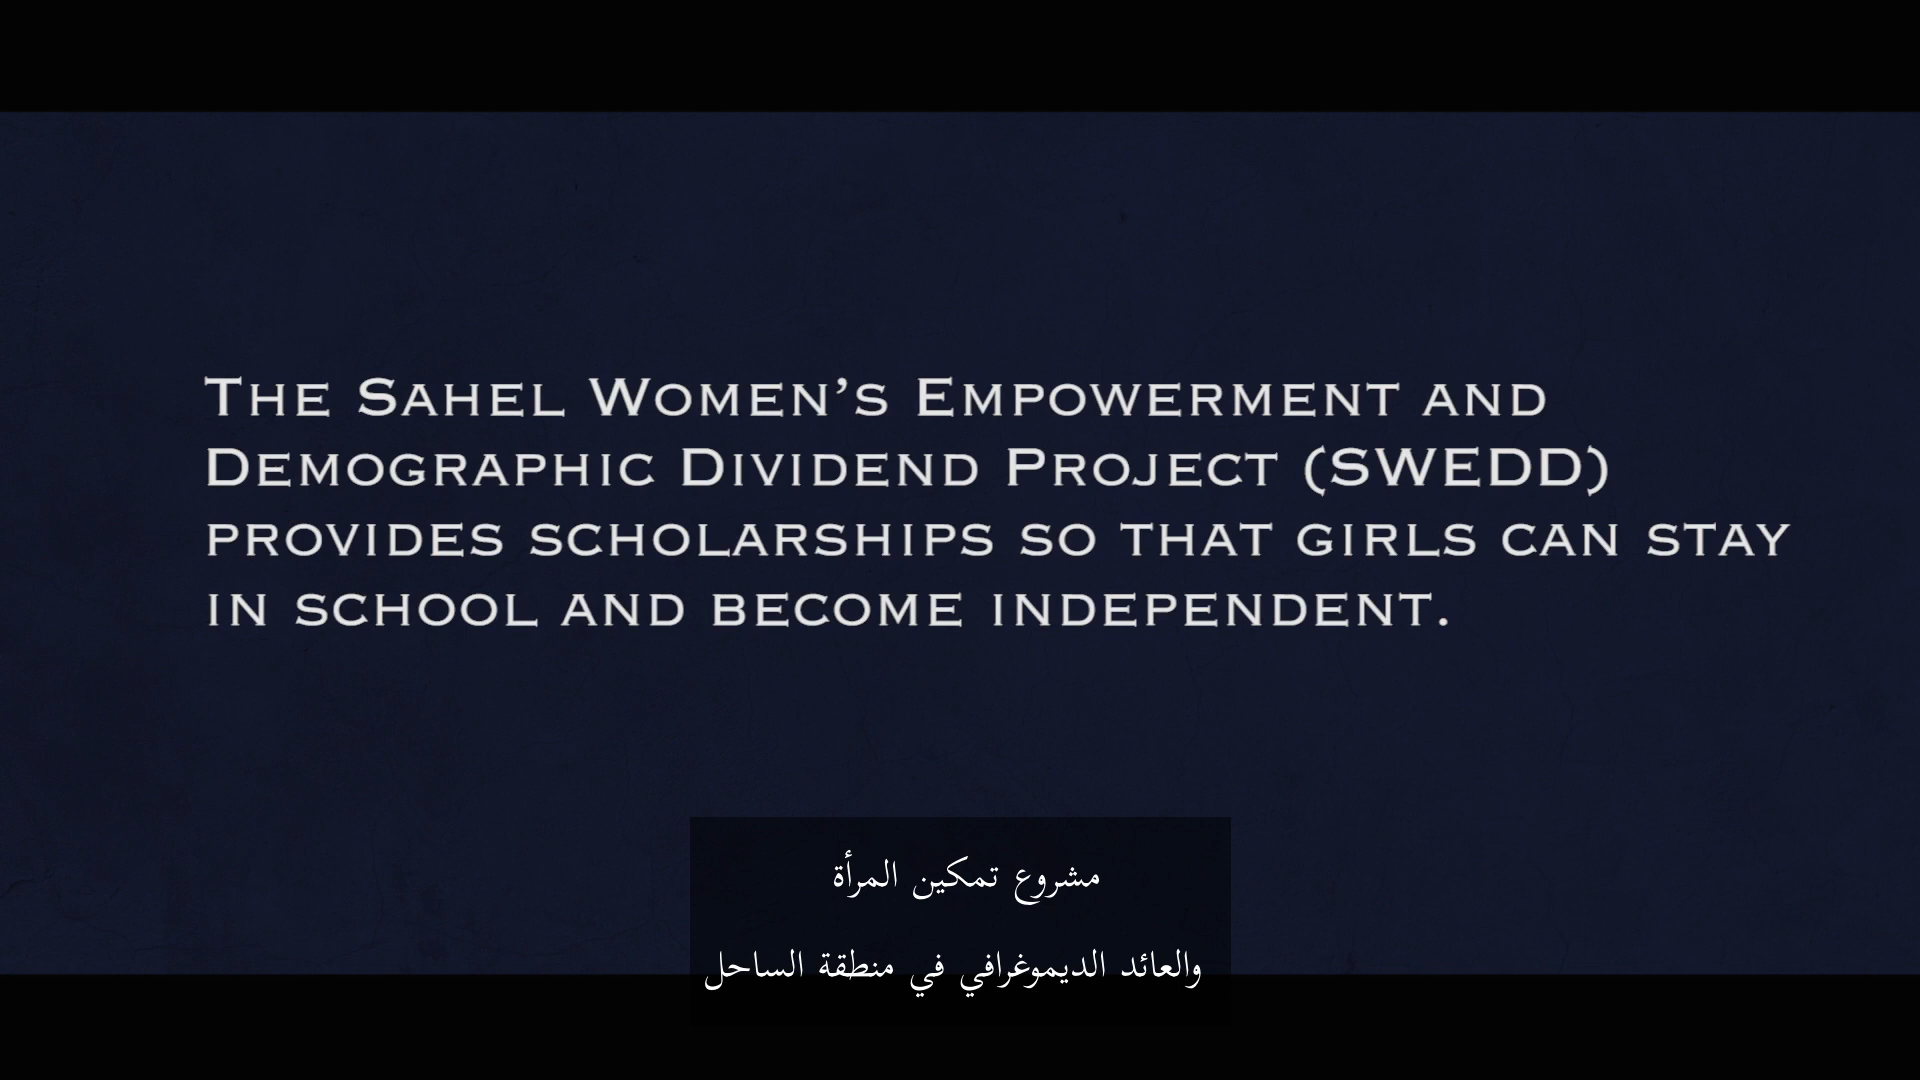 The Sahel Women’s Empowerment and
Demographic Dividend Project (SWEDD)
provides scholarships so that girls can stay
in school and become independent.
مشروع تمكين المرأة
والعائد الديموغرافي في منطقة الساحل